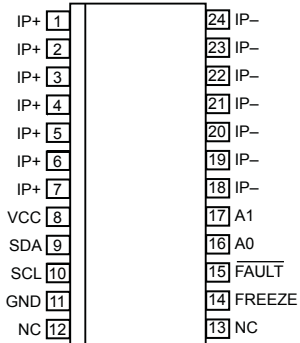 IP+ 1 24 IP–
IP+ 2 23 IP–
IP+ 3 22 IP–
IP+ 4 21 IP–
IP+ 5 20 IP–
IP+ 6 19 IP–
IP+ 7 18 IP–
VCC 8 17 A1
SDA 9 16 A0
SCL 10 15 FAULT
GND 11 14 FREEZE
NC 12 13 NC